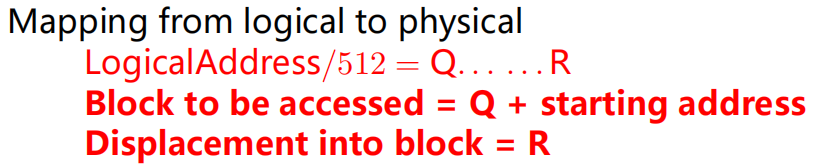 Mapping from logical to physical
LogicalAddress/512 = Q……R
Block to be accessed = Q + starting address
Displacement into block = R